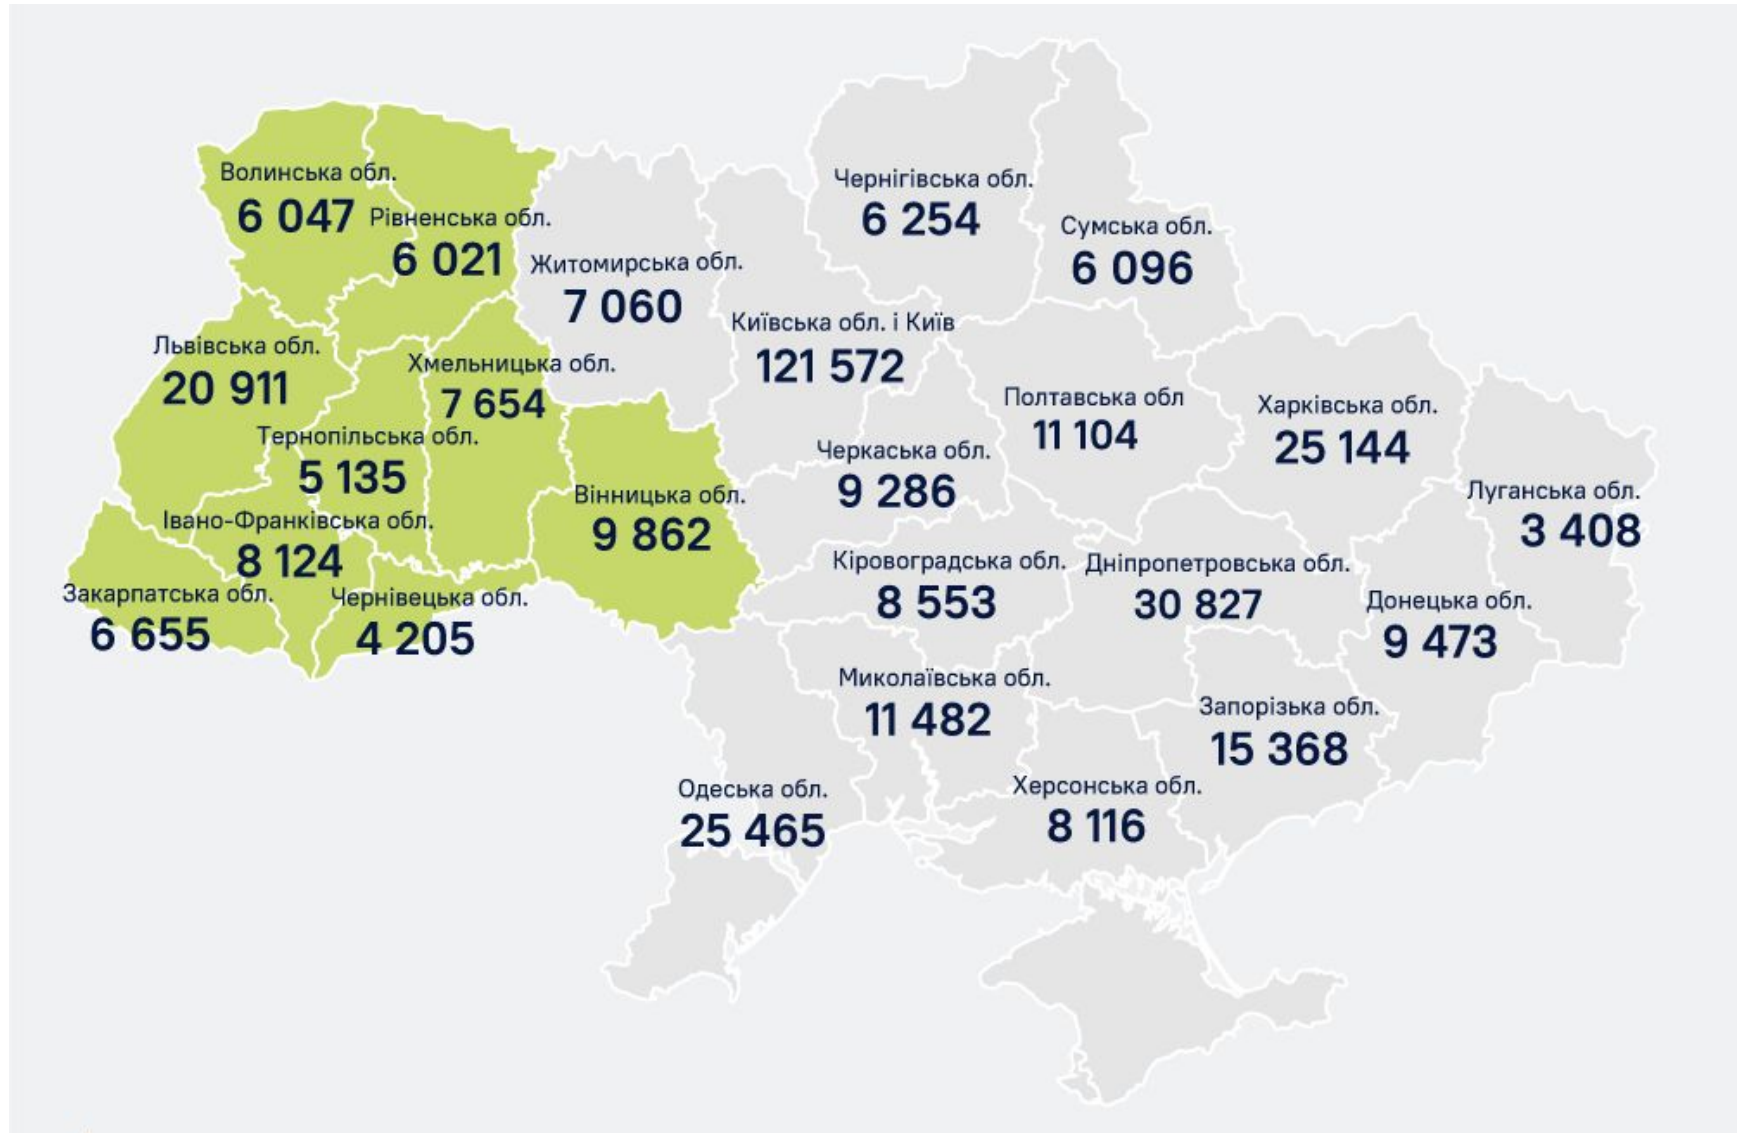 Волинська обл.
6 047
Рівненська обл.
6 021
Житомирська обл.
7 060
Чернігівська обл.
6 254
Сумська обл.
6 096
Київська обл. і Київ
121 572
Львівська обл.
20 911
Хмельницька обл.
7 654
Тернопільська обл.
5 135
Вінницька обл.
9 862
Черкаська обл.
9 286
Полтавська обл
11 104
Харківська обл.
25 144
Луганська обл.
3 408
Івано-Франківська обл.
8 124
Закарпатська обл.
6 655
Чернівецька обл.
4 205
Кіровоградська обл.
8 553
Дніпропетровська обл.
30 827
Донецька обл.
9 473
Миколаївська обл.
11 482
Запорізька обл.
15 368
Одеська обл.
25 465
Херсонська обл.
8 116